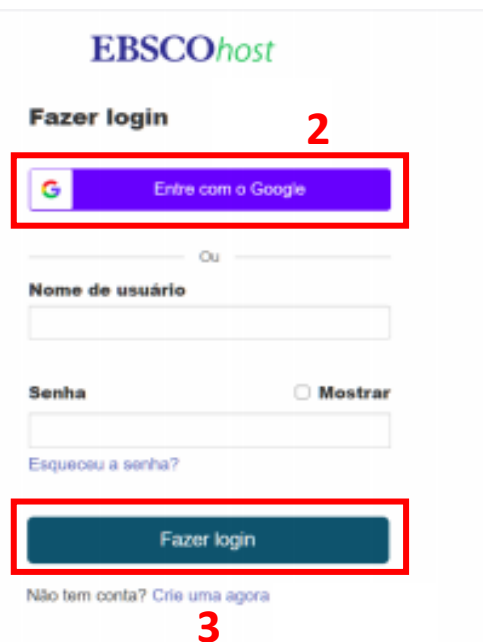 EBSCOhost
Fazer login
2
G Entre com o Google
Ou
Nome de usuário
Senha Mostrar
Esqueceu a senha?
Fazer login
Não tem conta? Crie uma agora
3